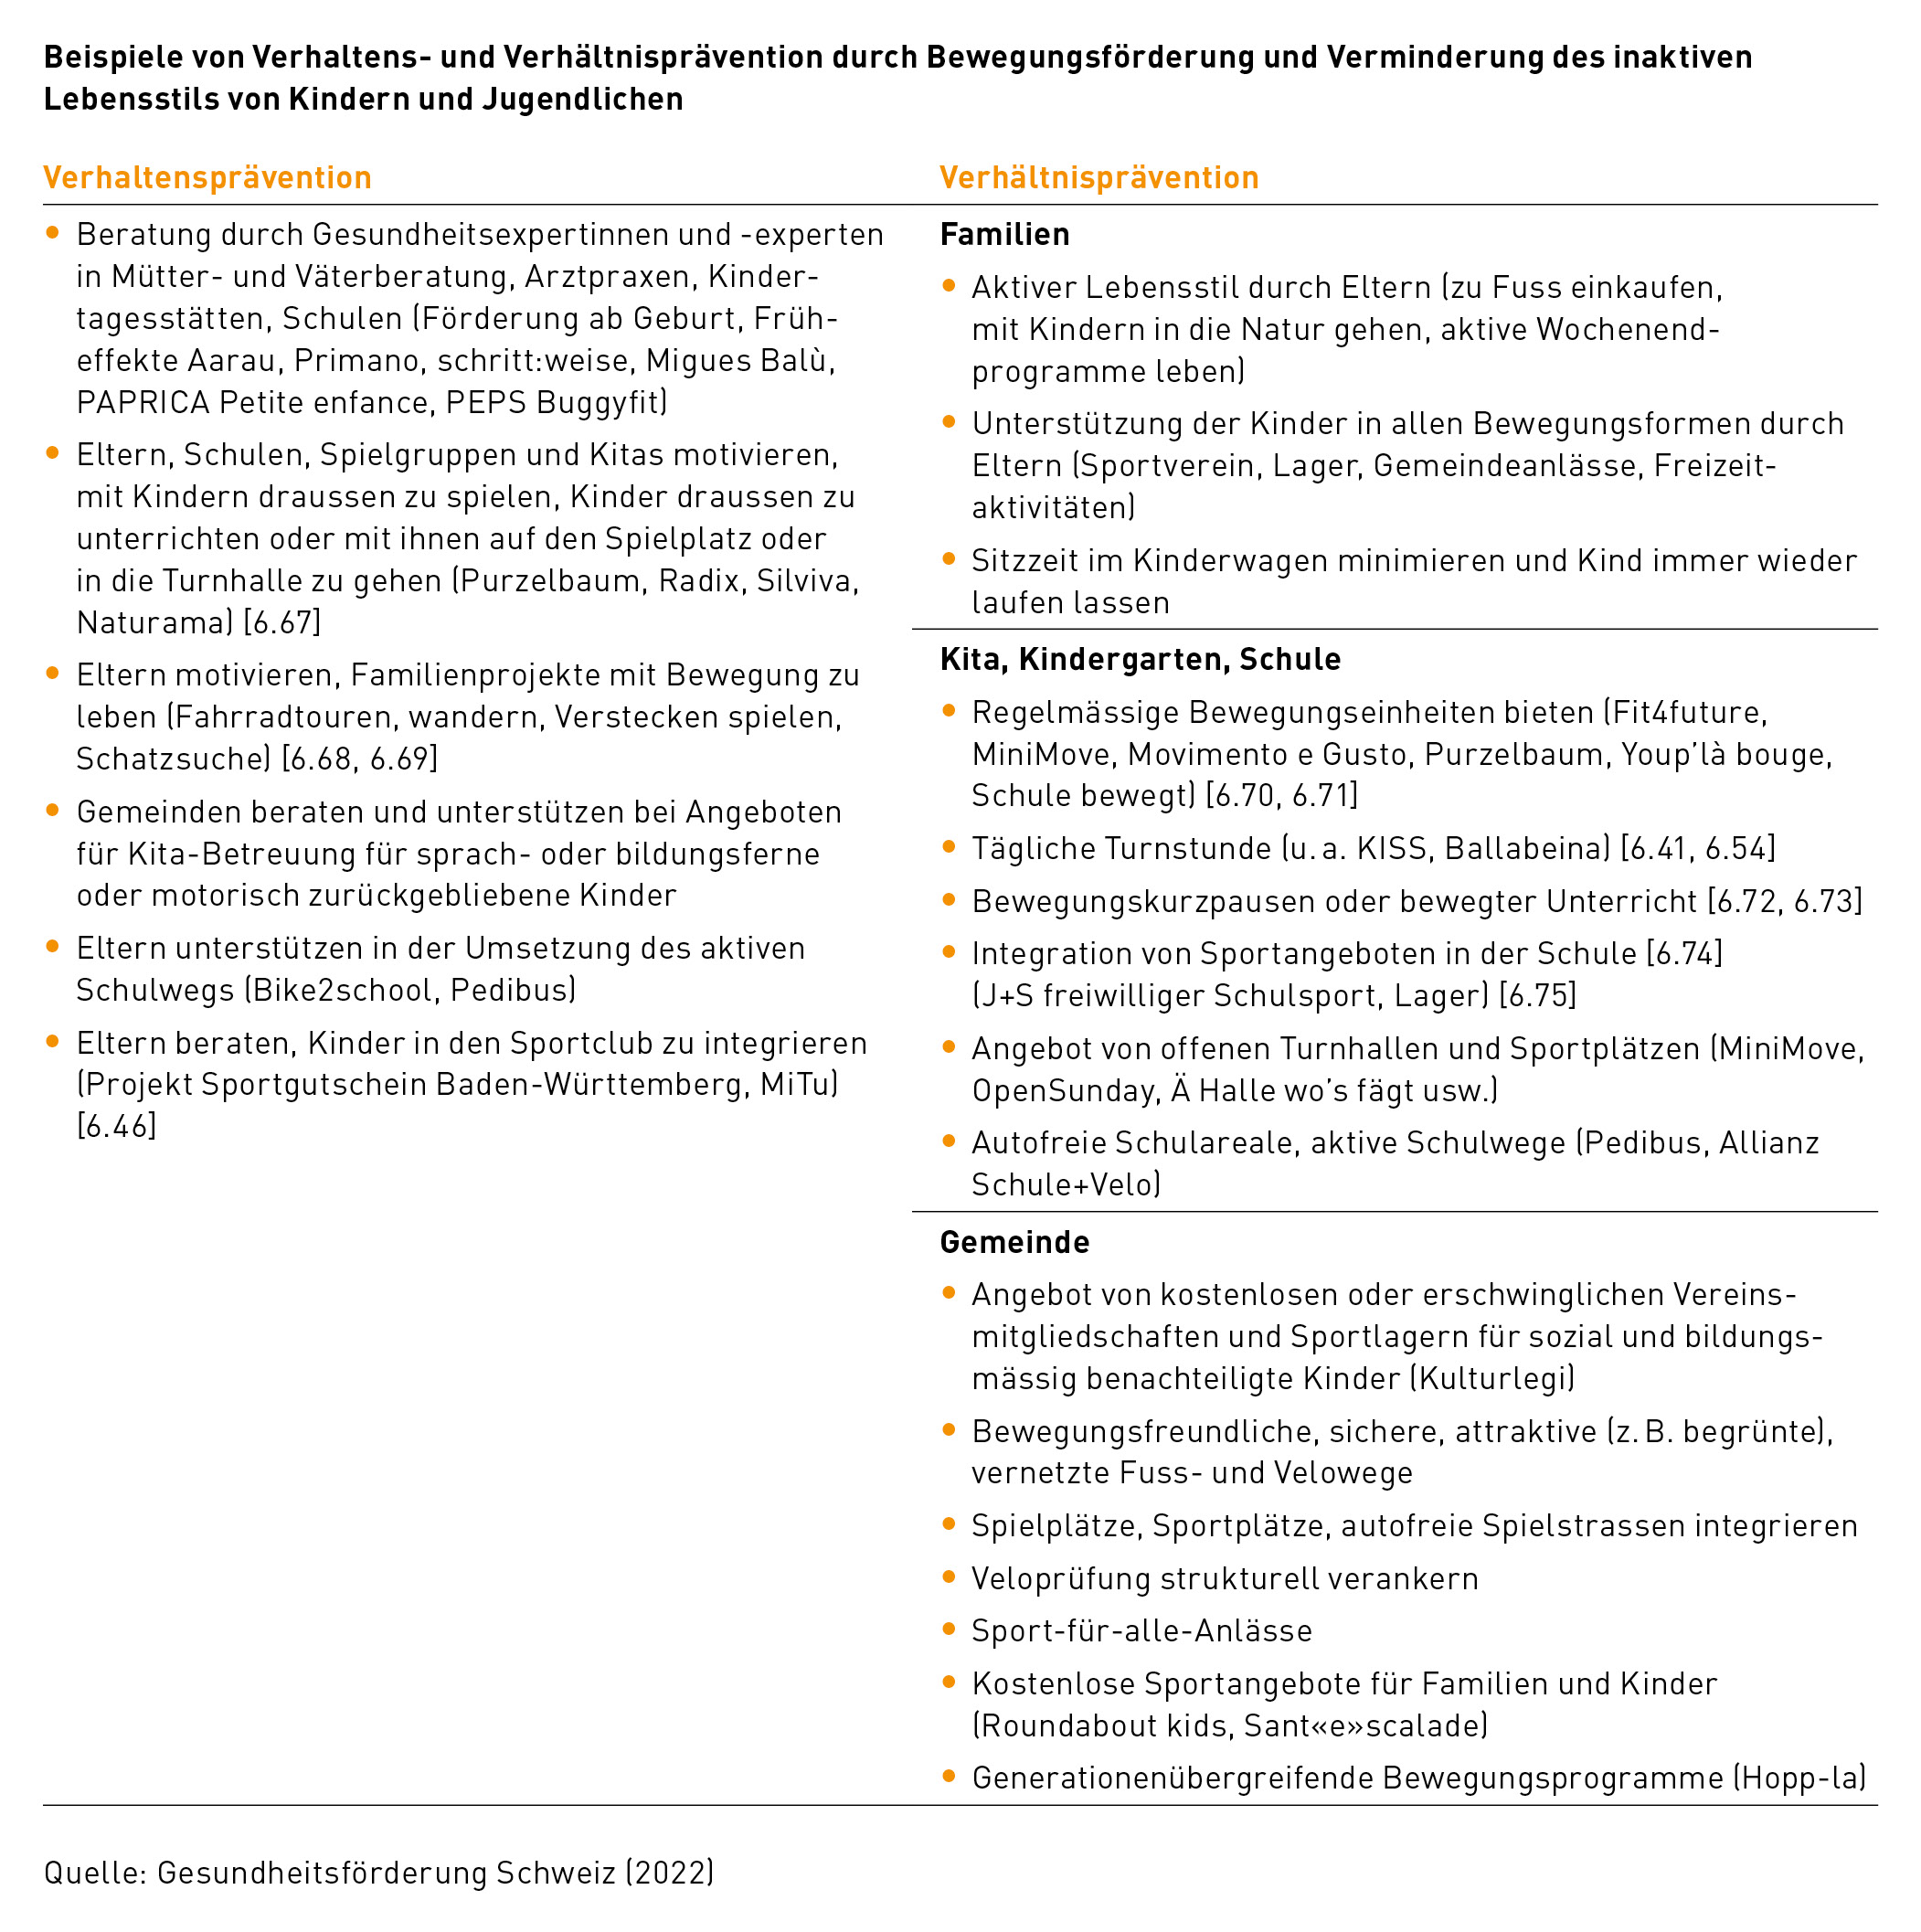 Beispiele von Verhaltens- und Verhältnisprävention durch Bewegungsförderung und Verminderung des inaktiven
Lebensstils von Kindern und Jugendlichen
Verhaltensprävention
• Beratung durch Gesundheitsexpertinnen und -experten
in Mütter- und Väterberatung, Arztpraxen, Kinder-
tagesstätten, Schulen (Förderung ab Geburt, Früh-
effekte Aarau, Primano, schritt:weise, Migues Balù,
PAPRICA Petite enfance, PEPS Buggyfit)
• Eltern, Schulen, Spielgruppen und Kitas motivieren,
mit Kindern draussen zu spielen, Kinder draussen zu
unterrichten oder mit ihnen auf den Spielplatz oder
in die Turnhalle zu gehen (Purzelbaum, Radix, Silviva,
Naturama) [6.67]
• Eltern motivieren, Familienprojekte mit Bewegung zu
leben (Fahrradtouren, wandern, Verstecken spielen,
Schatzsuche) [6.68, 6.69]
• Gemeinden beraten und unterstützen bei Angeboten
für Kita-Betreuung für sprach- oder bildungsferne
oder motorisch zurückgebliebene Kinder
• Eltern unterstützen in der Umsetzung des aktiven
Schulwegs (Bike2school, Pedibus)
• Eltern beraten, Kinder in den Sportclub zu integrieren
(Projekt Sportgutschein Baden-Württemberg, MiTu)
[6.46]
Verhältnisprävention
Familien
• Aktiver Lebensstil durch Eltern (zu Fuss einkaufen,
mit Kindern in die Natur gehen, aktive Wochenend-
programme leben)
• Unterstützung der Kinder in allen Bewegungsformen durch
Eltern (Sportverein, Lager, Gemeindeanlässe, Freizeit-
aktivitäten)
• Sitzzeit im Kinderwagen minimieren und Kind immer wieder
laufen lassen
Kita, Kindergarten, Schule
• Regelmässige Bewegungseinheiten bieten (Fit4future,
MiniMove, Movimento e Gusto, Purzelbaum, Youp’là bouge,
Schule bewegt) [6.70, 6.71]
• Tägliche Turnstunde (u. a. KISS, Ballabeina) [6.41, 6.54]
• Bewegungskurzpausen oder bewegter Unterricht [6.72, 6.73]
• Integration von Sportangeboten in der Schule [6.74]
(J+S freiwilliger Schulsport, Lager) [6.75]
• Angebot von offenen Turnhallen und Sportplätzen (MiniMove,
OpenSunday, Ä Halle wo’s fägt usw.)
• Autofreie Schulareale, aktive Schulwege (Pedibus, Allianz
Schule+Velo)
Gemeinde
• Angebot von kostenlosen oder erschwinglichen Vereins-
mitgliedschaften und Sportlagern für sozial und bildungs-
mässig benachteiligte Kinder (Kulturlegi)
• Bewegungsfreundliche, sichere, attraktive (z. B. begrünte),
vernetzte Fuss- und Velowege
• Spielplätze, Sportplätze, autofreie Spielstrassen integrieren
• Veloprüfung strukturell verankern
• Sport-für-alle-Anlässe
• Kostenlose Sportangebote für Familien und Kinder
(Roundabout kids, Sant«e»scalade)
• Generationenübergreifende Bewegungsprogramme (Hopp-la)
Quelle: Gesundheitsförderung Schweiz (2022)